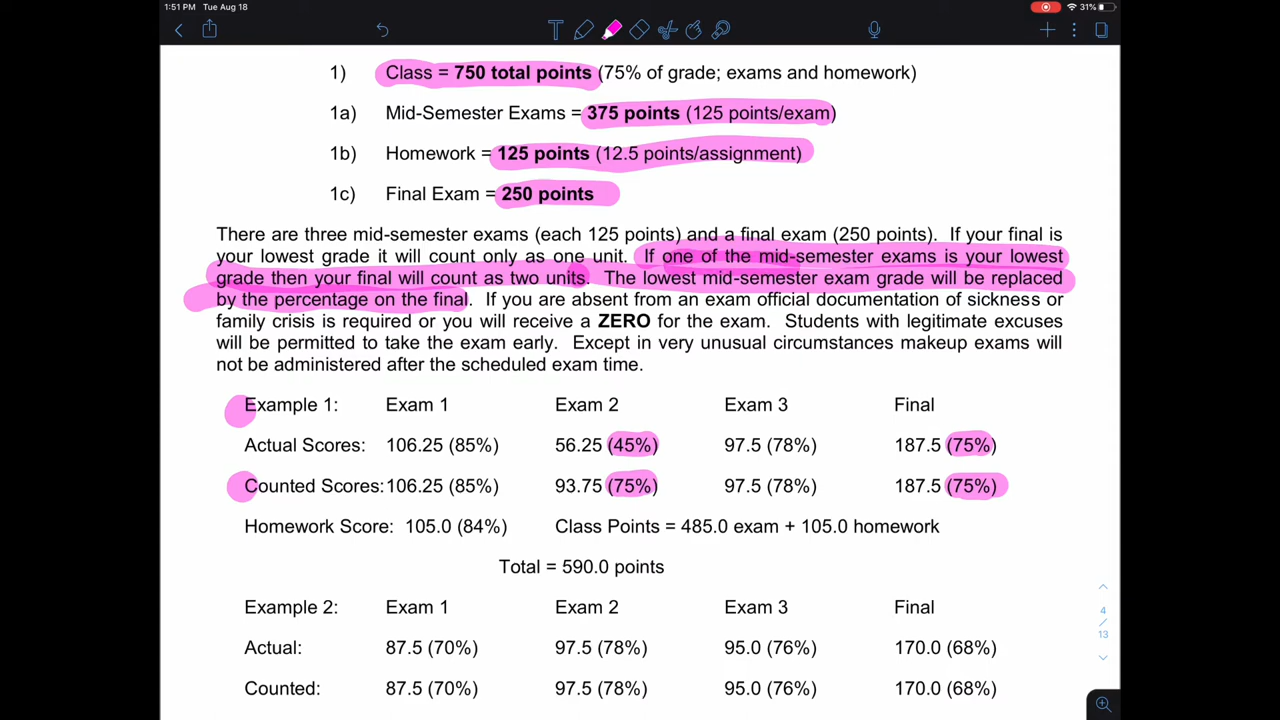 1:51 PM Tue Aug 18
31%
T
1) Class = 750 total points (75% of grade; exams and homework)
1a) Mid-Semester Exams = 375 points (125 points/exam)
1b) Homework = 125 points (12.5 points/assignment)
1c) Final Exam = 250 points
There are three mid-semester exams (each 125 points) and a final exam (250 points). If your final is
your lowest grade it will count only as one unit. If one of the mid-semester exams is your lowest
grade then your final will count as two units. The lowest mid-semester exam grade will be replaced
by the percentage on the final. If you are absent from an exam official documentation of sickness or
family crisis is required or you will receive a ZERO for the exam. Students with legitimate excuses
will be permitted to take the exam early. Except in very unusual circumstances makeup exams will
not be administered after the scheduled exam time.
Example 1: Exam 1 Exam 2 Exam 3 Final
Actual Scores: 106.25 (85%) 56.25 (45%) 97.5 (78%) 187.5 (75%)
Counted Scores: 106.25 (85%) 93.75 (75%) 97.5 (78%) 187.5 (75%)
Homework Score: 105.0 (84%) Class Points = 485.0 exam + 105.0 homework
Total = 590.0 points
Example 2: Exam 1 Exam 2 Exam 3 Final
Actual: 87.5 (70%) 97.5 (78%) 95.0 (76%) 170.0 (68%)
Counted: 87.5 (70%) 97.5 (78%) 95.0 (76%) 170.0 (68%)
4
/
13